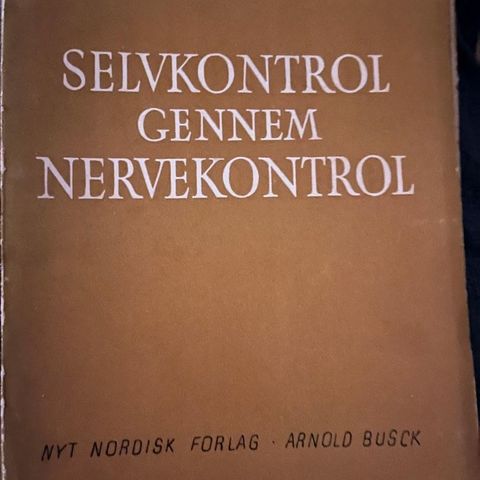 SELVKONTROL
GENNEM
NERVEKONTROL
NYT NORDISK FORLAG · ARNOLD BUSCK